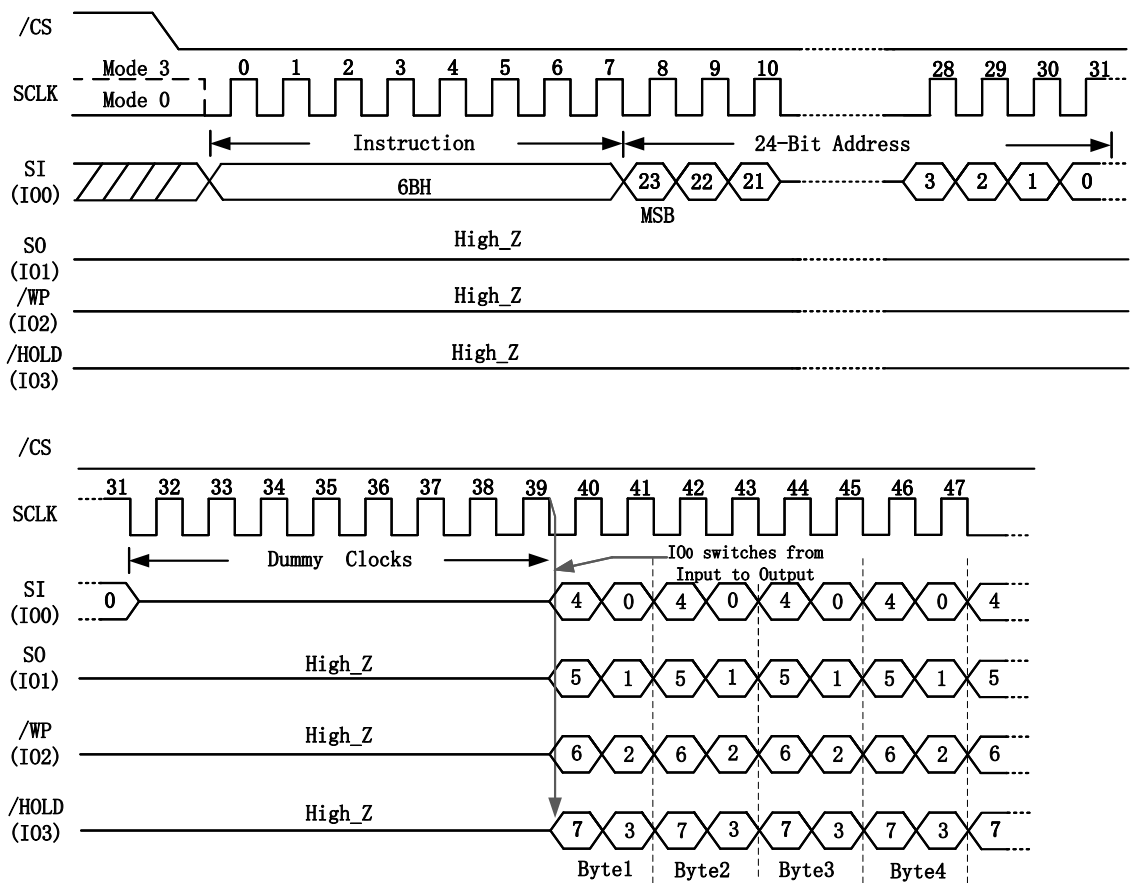 /CS
Mode 3 0 1 2 3 4 5 6 7 8 9 10 28 29 30 31
SCLK
Mode 0
Instruction 24-Bit Address
SI
(IO0)
6BH 23 22 21 3 2 1 0
MSB
SO
(IO1)
High_Z
/WP
(IO2)
High_Z
/HOLD
(IO3)
High_Z
/CS
31 32 33 34 35 36 37 38 39 40 41 42 43 44 45 46 47
SCLK
Dummy Clocks
IOo switches from
Input to Output
SI
(IO0)
0 4 0 4 0 4 0 4 0 4
SO
(IO1)
High_Z 5 1 5 1 5 1 5 1 5
/WP
(IO2)
High_Z 6 2 6 2 6 2 6 2 6
/HOLD
(IO3)
High_Z 7 3 7 3 7 3 7 3 7
Byte1 Byte2 Byte3 Byte4